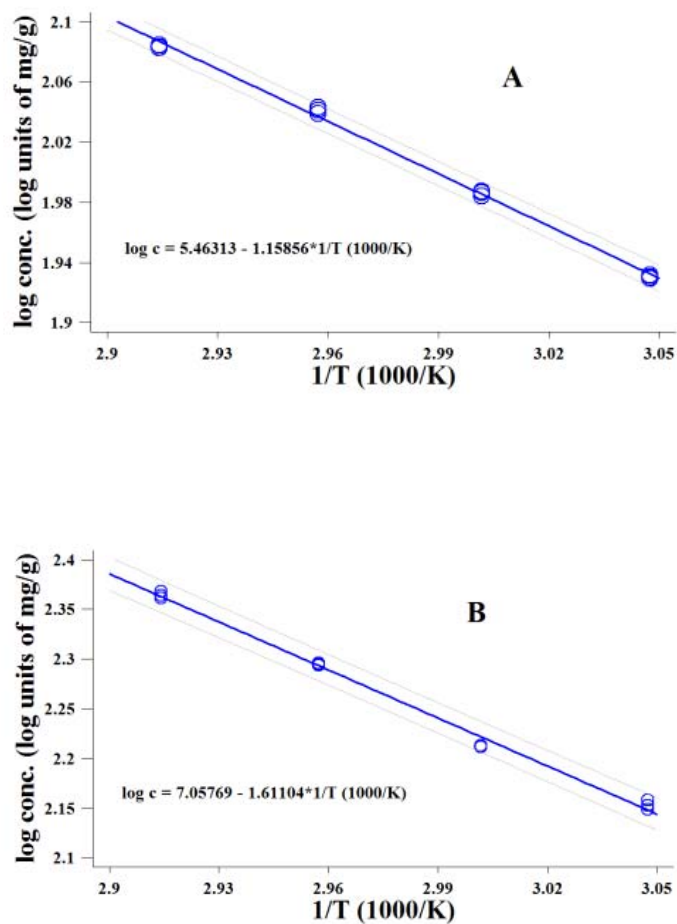 2.1
A
2.06
2.02
1.98
log c = 5.46313 - 1.15856*1/T (1000/K)
1.94
1.9
log conc. (log units of mg/g)
2.9 2.93 2.96 2.99 3.02 3.05
1/T (1000/K)
2.4
2.35
B
2.3
2.25
2.2
log c = 7.05769 - 1.61104*1/T (1000/K)
2.15
2.1
log conc. (log units of mg/g)
2.9 2.93 2.96 2.99 3.02 3.05
1/T (1000/K)